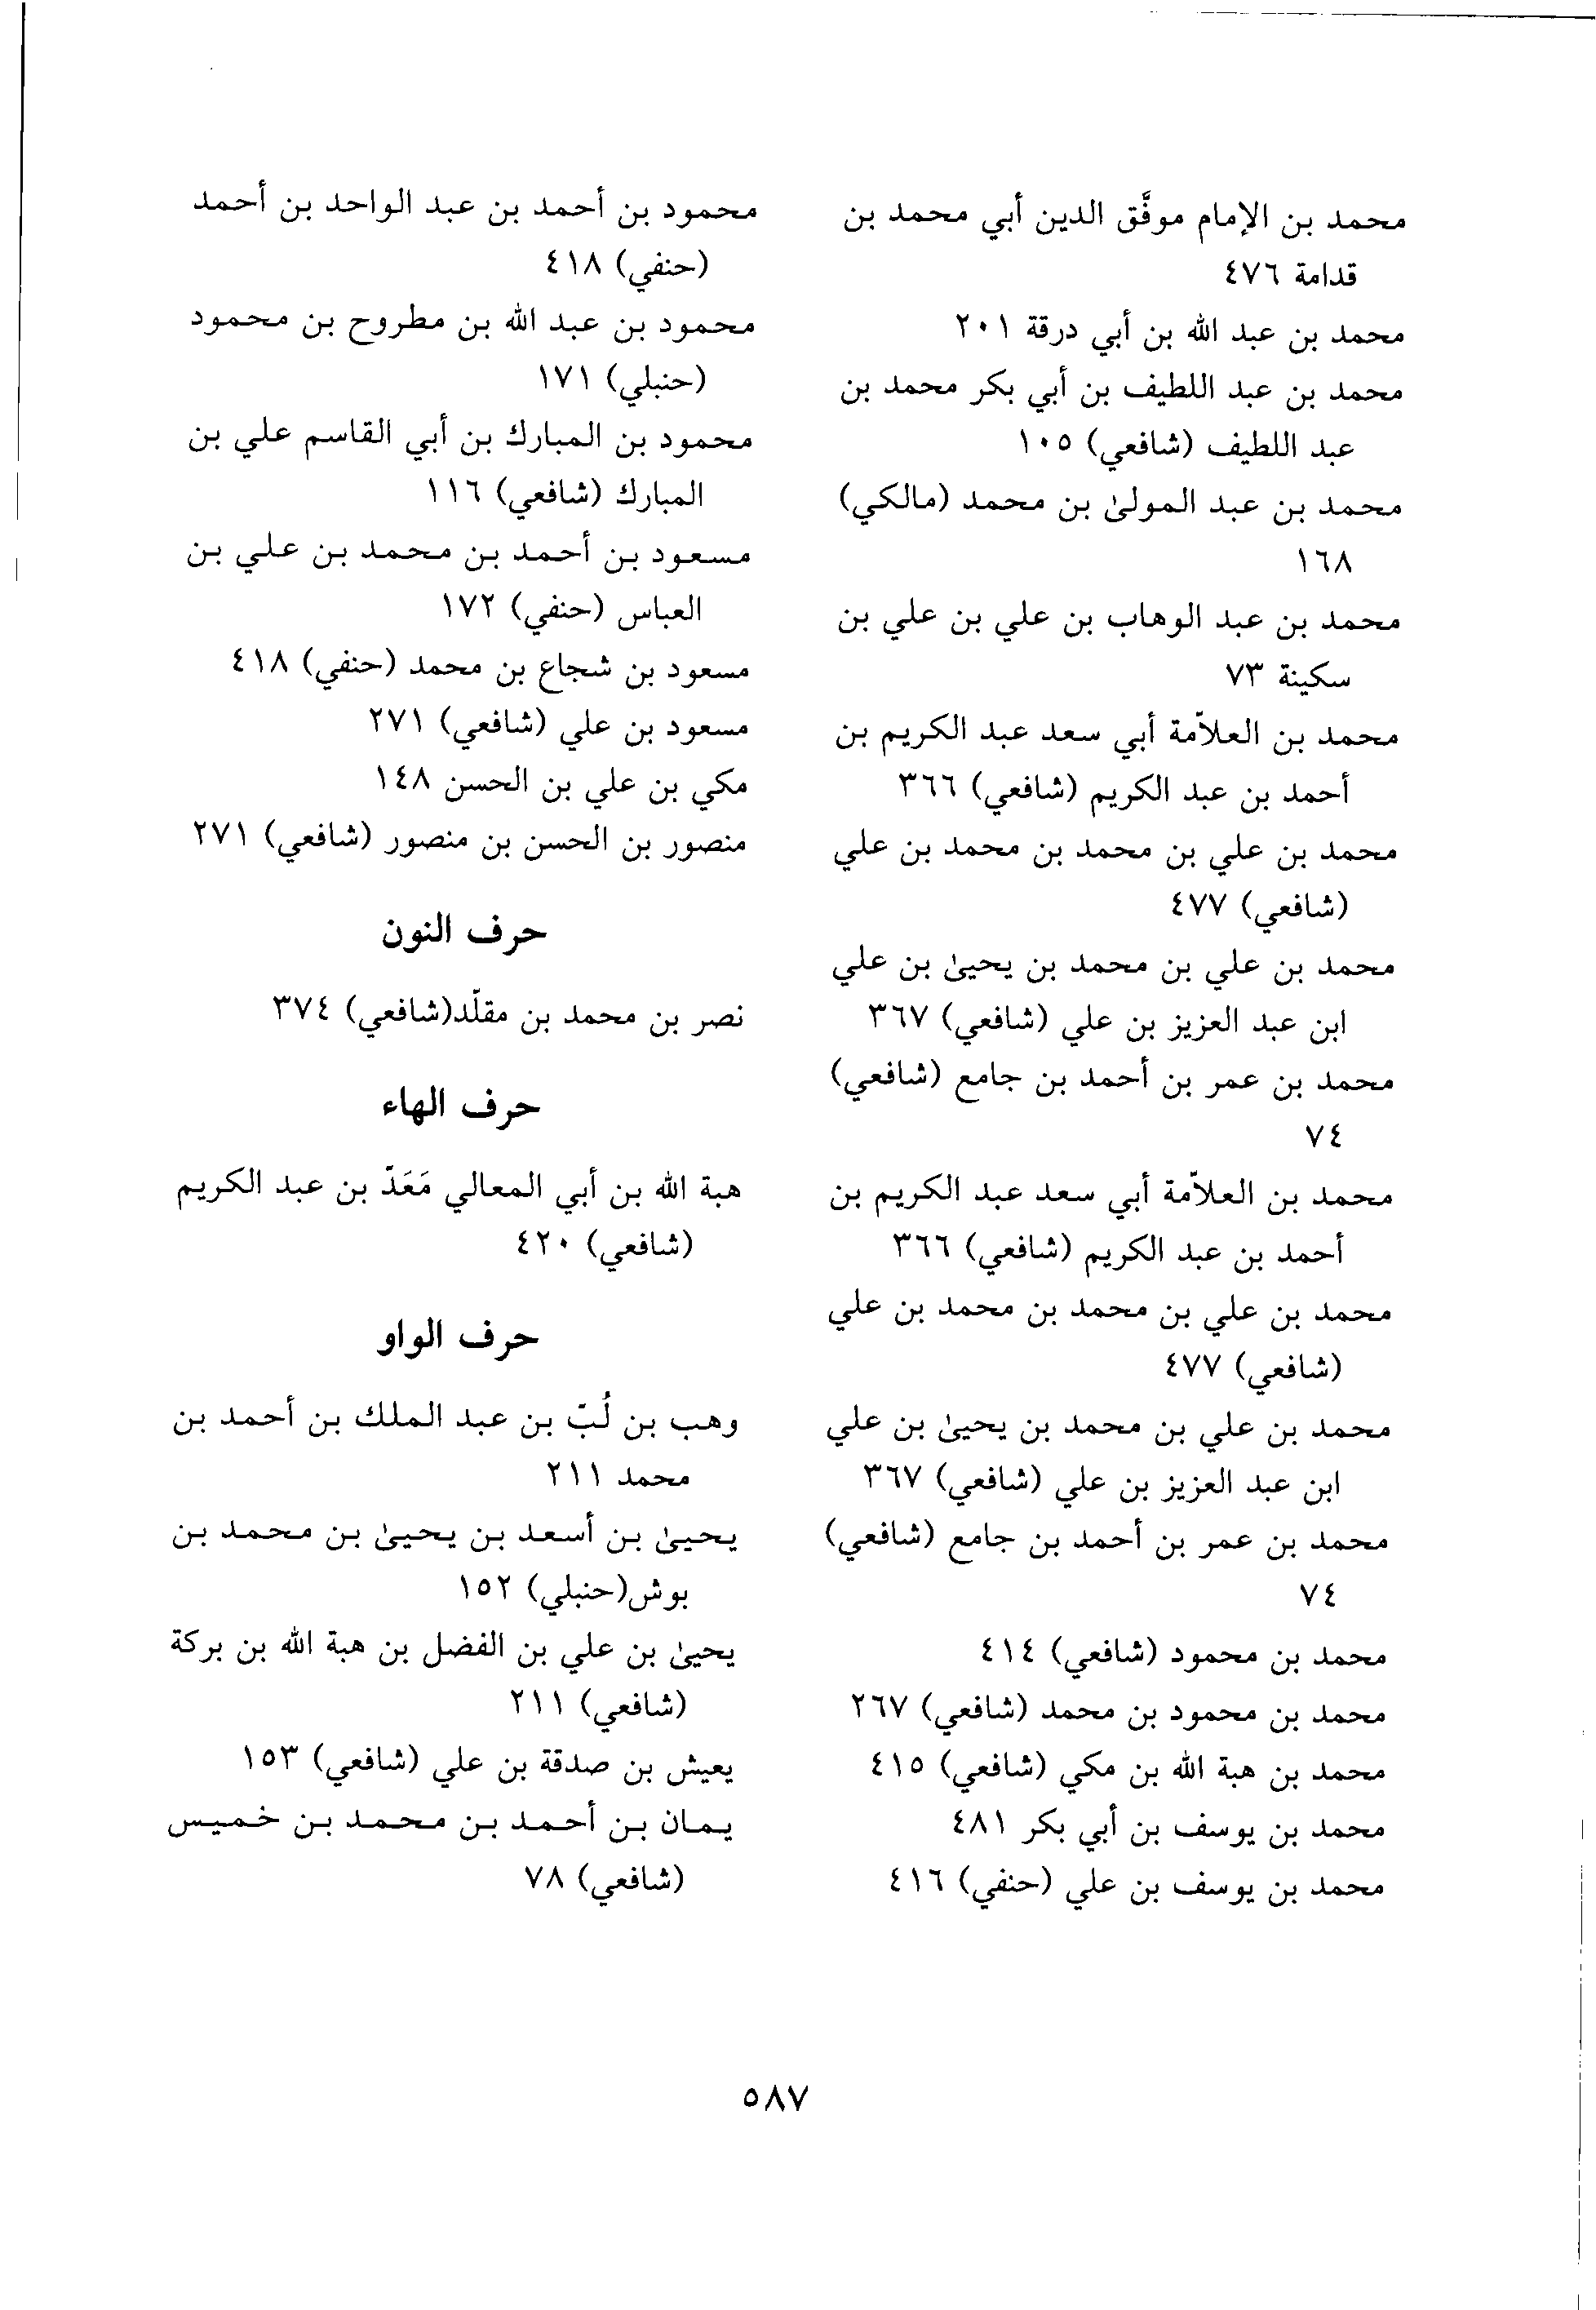 محمد بن الإمام موفَّق الدين أبي محمد بن
قدامة ٤٧٦
محمد بن عبد الله بن أبي درقة ٢٠١
محمد بن عبد اللطيف بن أبي بكر محمد بن
عبد اللطيف (شافعي) ١٠٥
محمد بن عبد المولىٰ بن محمد (مالكي)
١٦٨
محمد بن عبد الوهاب بن علي بن علي بن
سكينة ٧٣
محمد بن العلاّمة أبي سعد عبد الكريم بن
أحمد بن عبد الكريم (شافعي) ٣٦٦
محمد بن علي بن محمد بن محمد بن علي
(شافعي) ٤٧٧
محمد بن علي بن محمد بن يحيىٰ بن علي
ابن عبد العزيز بن علي (شافعي) ٣٦٧
محمد بن عمر بن أحمد بن جامع (شافعي)
٧٤
محمد بن العلاّمة أبي سعد عبد الكريم بن
أحمد بن عبد الكريم (شافعي) ٣٦٦
محمد بن علي بن محمد بن محمد بن علي
(شافعي) ٤٧٧
محمد بن علي بن محمد بن يحيىٰ بن علي
ابن عبد العزيز بن علي (شافعي) ٣٦٧
محمد بن عمر بن أحمد بن جامع (شافعي)
٧٤
محمد بن محمود (شافعي) ٤١٤
محمد بن محمود بن محمد (شافعي) ٢٦٧
محمد بن هبة الله بن مكي (شافعي) ٤١٥
محمد بن يوسف بن أبي بكر ٤٨١
محمد بن يوسف بن علي (حنفي) ٤١٦
محمود بن أحمد بن عبد الواحد بن أحمد
(حنفي) ٤١٨
محمود بن عبد الله بن مطروح بن محمود
(حنبلي) ١٧١
محمود بن المبارك بن أبي القاسم علي بن
المبارك (شافعي) ١١٦
مسعود بن أحمد بن محمد بن علي بن
العباس (حنفي) ١٧٢
مسعود بن شجاع بن محمد (حنفي) ٤١٨
مسعود بن علي (شافعي) ٢٧١
مكي بن علي بن الحسن ١٤٨
منصور بن الحسن بن منصور (شافعي) ٢٧١
حرف النون
نصر بن محمد بن مقلّد(شافعي) ٣٧٤
حرف الهاء
هبة الله بن أبي المعالي مَعَدّ بن عبد الكريم
(شافعي) ٤٢٠
حرف الواو
وهب بن لُبّ بن عبد الملك بن أحمد بن
محمد ٢١١
يحيىٰ بن أسعد بن يحيىٰ بن محمد بن
بوش(حنبلي) ١٥٢
يحيىٰ بن علي بن الفضل بن هبة الله بن بركة
(شافعي) ٢١١
يعيش بن صدقة بن علي (شافعي) ١٥٣
يمان بن أحمد بن محمد بن خميس
(شافعي) ٧٨
٥٨٧